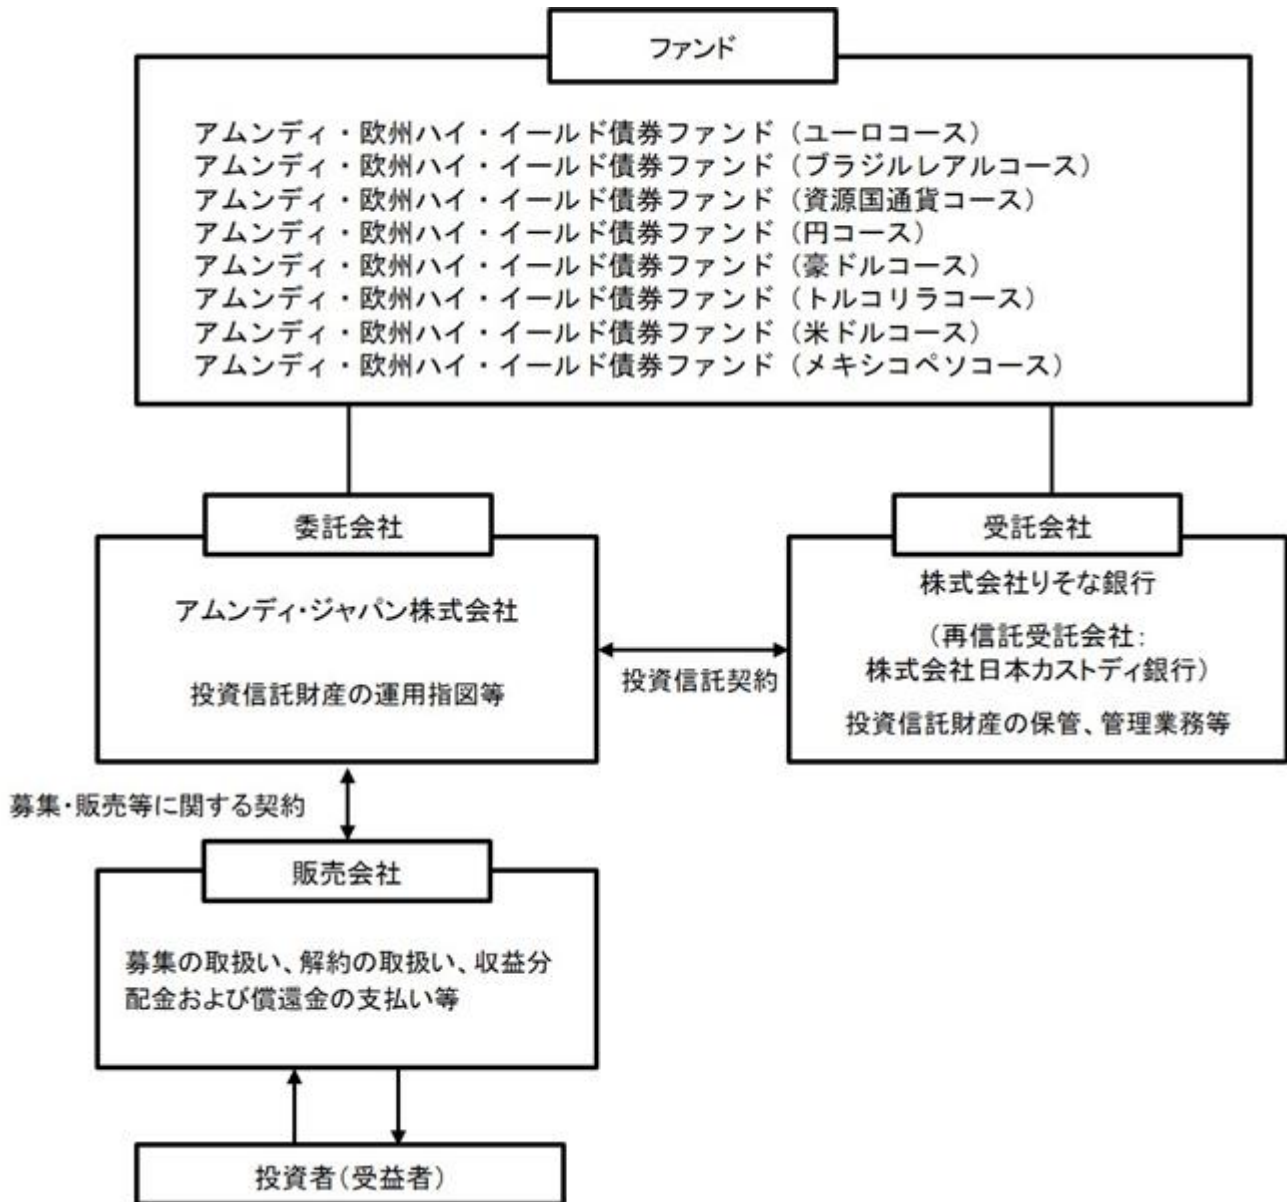 ファンド
アムンディ・欧州ハイ・イールド債券ファンド（ユーロコース）
アムンディ・欧州ハイ・イールド債券ファンド（ブラジルレアルコース）
アムンディ・欧州ハイ・イールド債券ファンド（資源国通貨コース）
アムンディ・欧州ハイ・イールド債券ファンド（円コース）
アムンディ・欧州ハイ・イールド債券ファンド（豪ドルコース）
アムンディ・欧州ハイ・イールド債券ファンド（トルコリラコース）
アムンディ・欧州ハイ・イールド債券ファンド（米ドルコース）
アムンディ・欧州ハイ・イールド債券ファンド（メキシコペソコース）
委託会社
アムンディ・ジャパン株式会社
投資信託財産の運用指図等
投資信託契約
受託会社
株式会社りそな銀行
（再信託受託会社：
株式会社日本カストディ銀行）
投資信託財産の保管、管理業務等
募集・販売等に関する契約
販売会社
募集の取扱い、解約の取扱い、収益分
配金および償還金の支払い等
投資者（受益者）